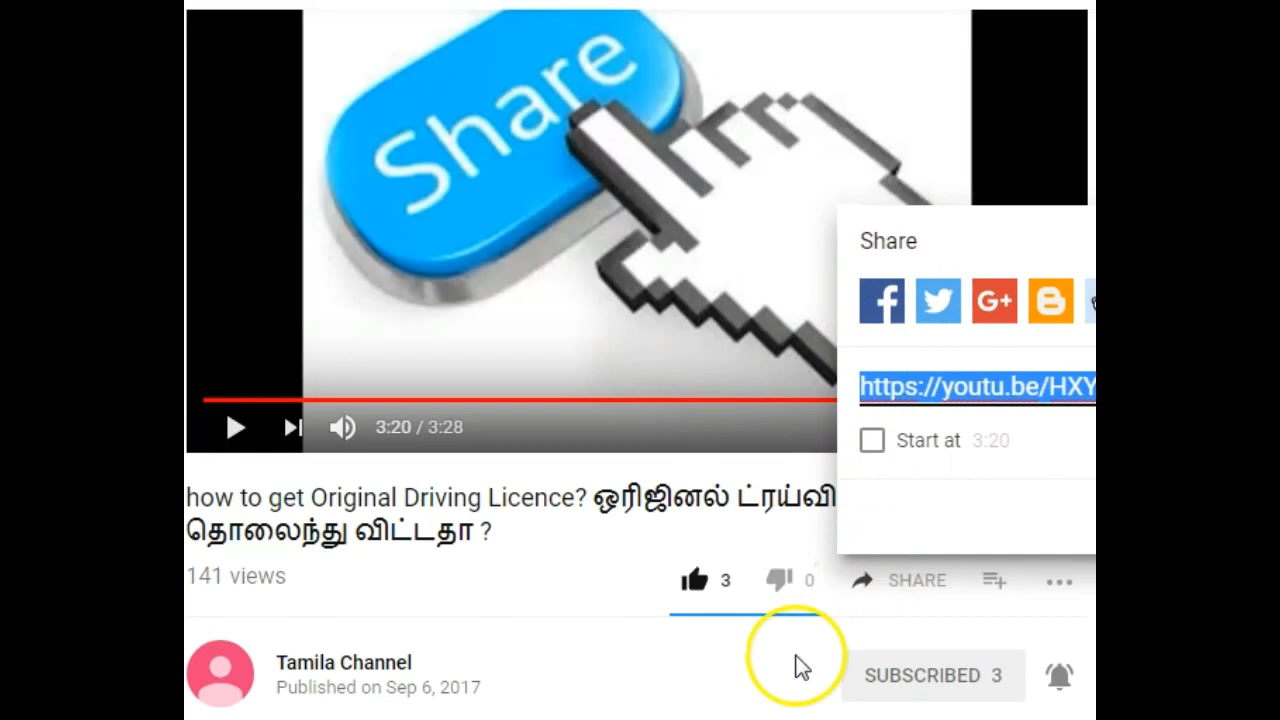 Share
Share
G+
https://youtu.be/HXY
3:20 / 3:28
Start at 3:20
how to get Original Driving Licence? ஒரிஜினல் ட்ரய்வி
தொலைந்து விட்டதா ?
141 views
3
0
SHARE
Tamila Channel
SUBSCRIBED 3
Published on Sep 6, 2017